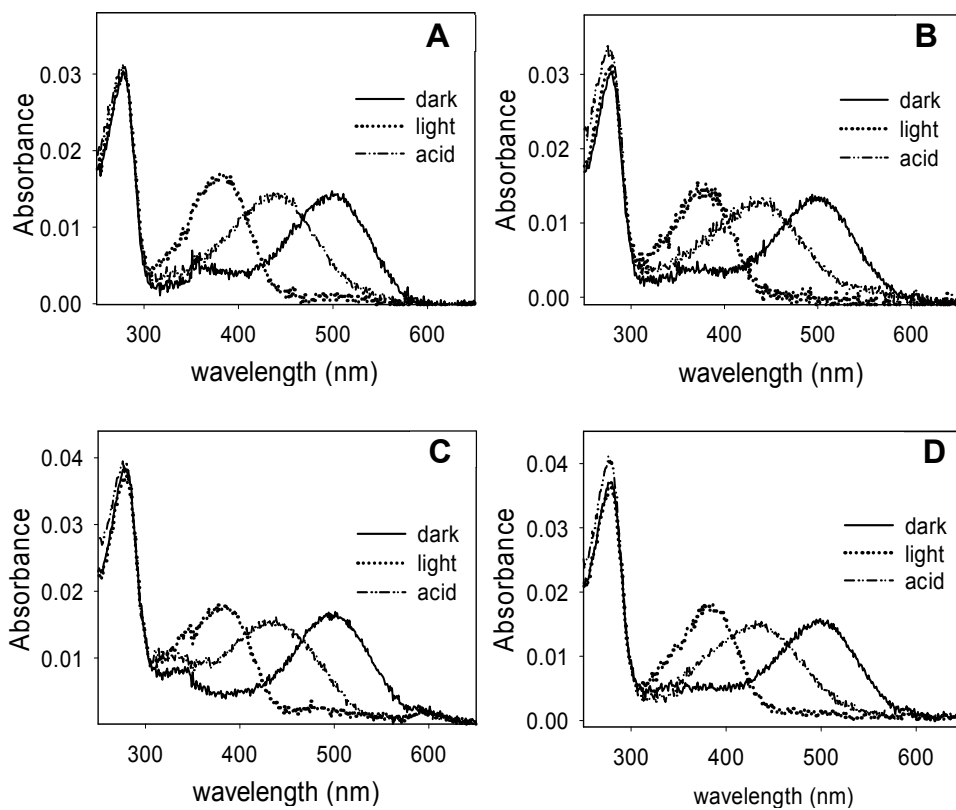 A
0.03
0.02
0.01
0.00
Absorbance
dark
light
acid
300 400 500 600
wavelength (nm)
B
0.03
0.02
0.01
0.00
Absorbance
dark
light
acid
300 400 500 600
wavelength (nm)
C
0.04
0.03
0.02
0.01
Absorbance
dark
light
acid
300 400 500 600
wavelength (nm)
D
0.04
0.03
0.02
0.01
0.00
Absorbance
dark
light
acid
300 400 500 600
wavelength (nm)